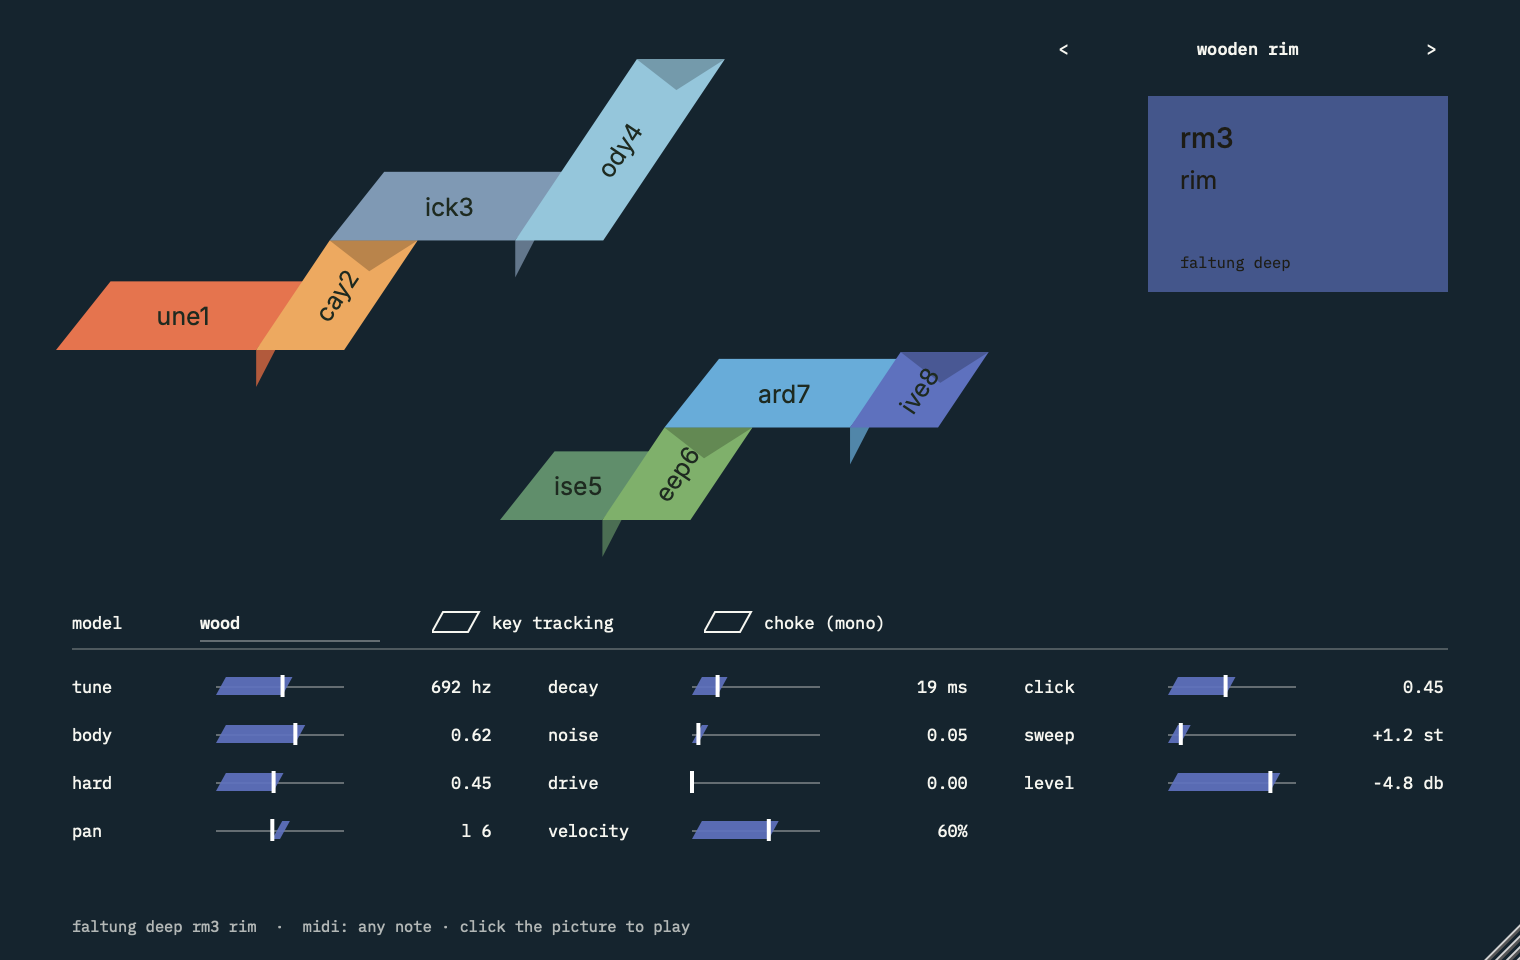 < wooden rim >
ody4
rm3
rim
ick3
faltung deep
cay2
une1
ard7
ive8
eep6
ise5
model wood key tracking choke (mono)
tune 692 hz decay 19 ms click 0.45
body 0.62 noise 0.05 sweep +1.2 st
hard 0.45 drive 0.00 level -4.8 db
pan l 6 velocity 60%
faltung deep rm3 rim · midi: any note · click the picture to play